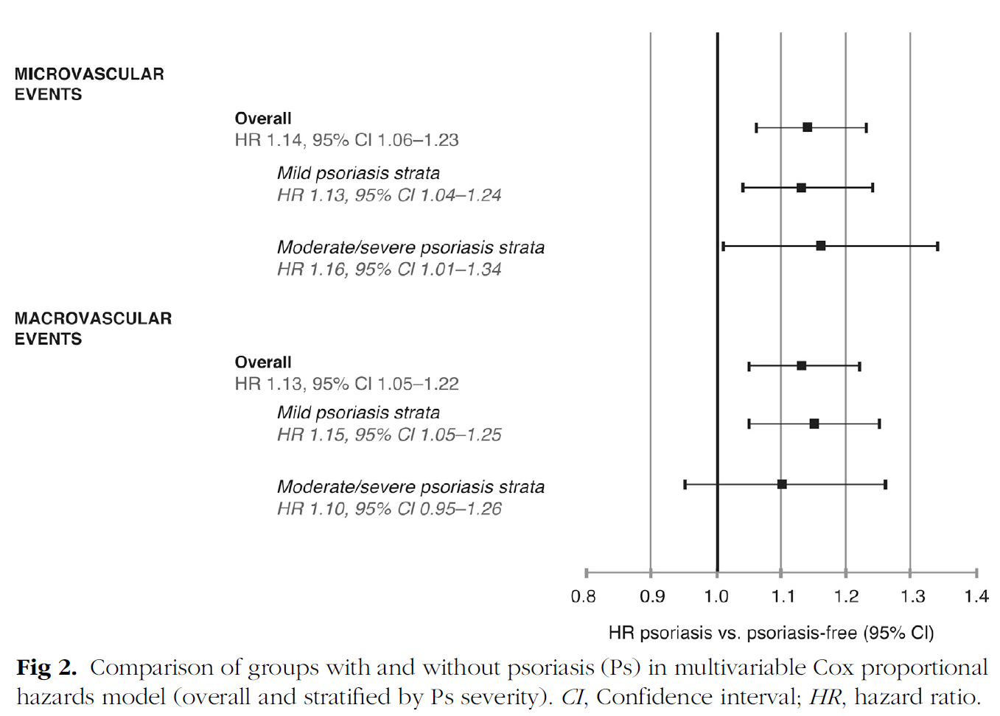 MICROVASCULAR
EVENTS
Overall
HR 1.14, 95% CI 1.06–1.23
Mild psoriasis strata
HR 1.13, 95% CI 1.04–1.24
Moderate/severe psoriasis strata
HR 1.16, 95% CI 1.01–1.34
MACROVASCULAR
EVENTS
Overall
HR 1.13, 95% CI 1.05–1.22
Mild psoriasis strata
HR 1.15, 95% CI 1.05–1.25
Moderate/severe psoriasis strata
HR 1.10, 95% CI 0.95–1.26
0.8 0.9 1.0 1.1 1.2 1.3 1.4
HR psoriasis vs. psoriasis-free (95% CI)
Fig 2. Comparison of groups with and without psoriasis (Ps) in multivariable Cox proportional
hazards model (overall and stratified by Ps severity). CI, Confidence interval; HR, hazard ratio.